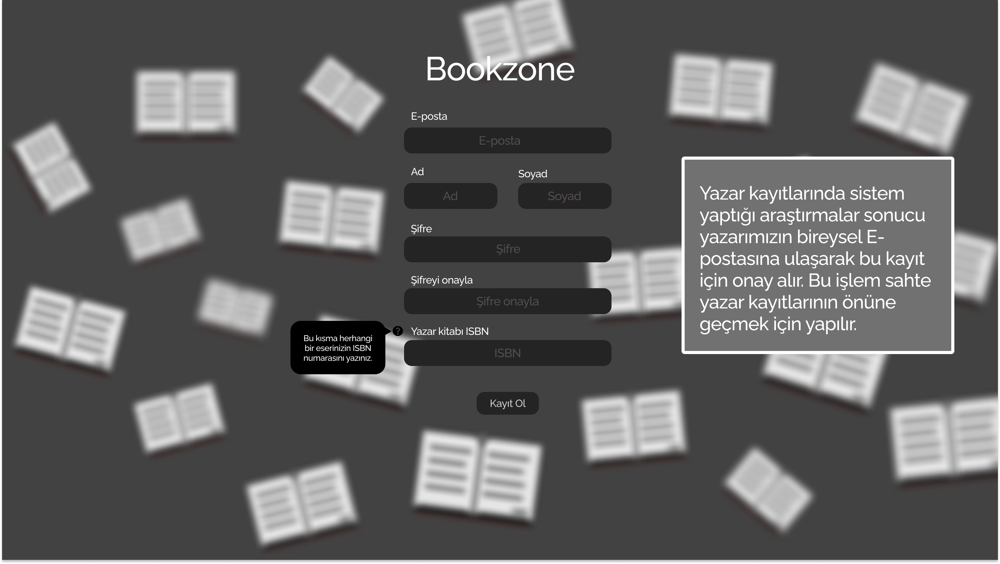 Bookzone
E-posta
E-posta
Ad
Soyad
Ad
Soyad
Şifre
Şifre
Şifreyi onayla
Şifre onayla
? Yazar kitabı ISBN
Bu kısma herhangi
bir eserinizin ISBN
numarasını yazınız.
ISBN
Kayıt Ol
Yazar kayıtlarında sistem
yaptığı araştırmalar sonucu
yazarımızın bireysel E-
postasına ulaşarak bu kayıt
için onay alır. Bu işlem sahte
yazar kayıtlarının önüne
geçmek için yapılır.